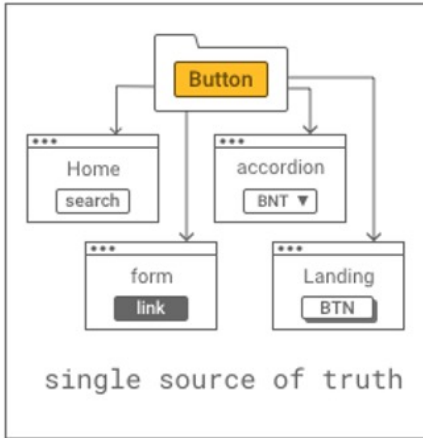 Button
Home
search
accordion
BNT ▼
form
link
Landing
BTN
single source of truth